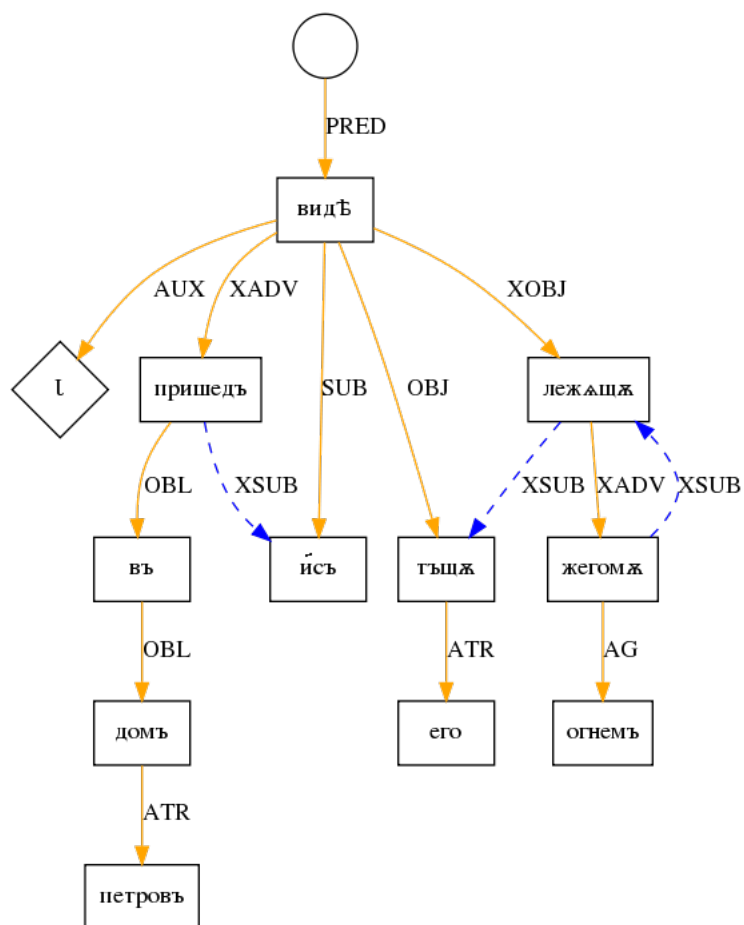 PRED
видѣ
AUX XADV SUB OBJ XOBJ
ꙇ пришедъ лежѧщѫ
OBL XSUB XSUB XADV XSUB
въ и҃съ тъщѫ жегомѫ
OBL ATR AG
домъ его огнемъ
ATR
петровъ